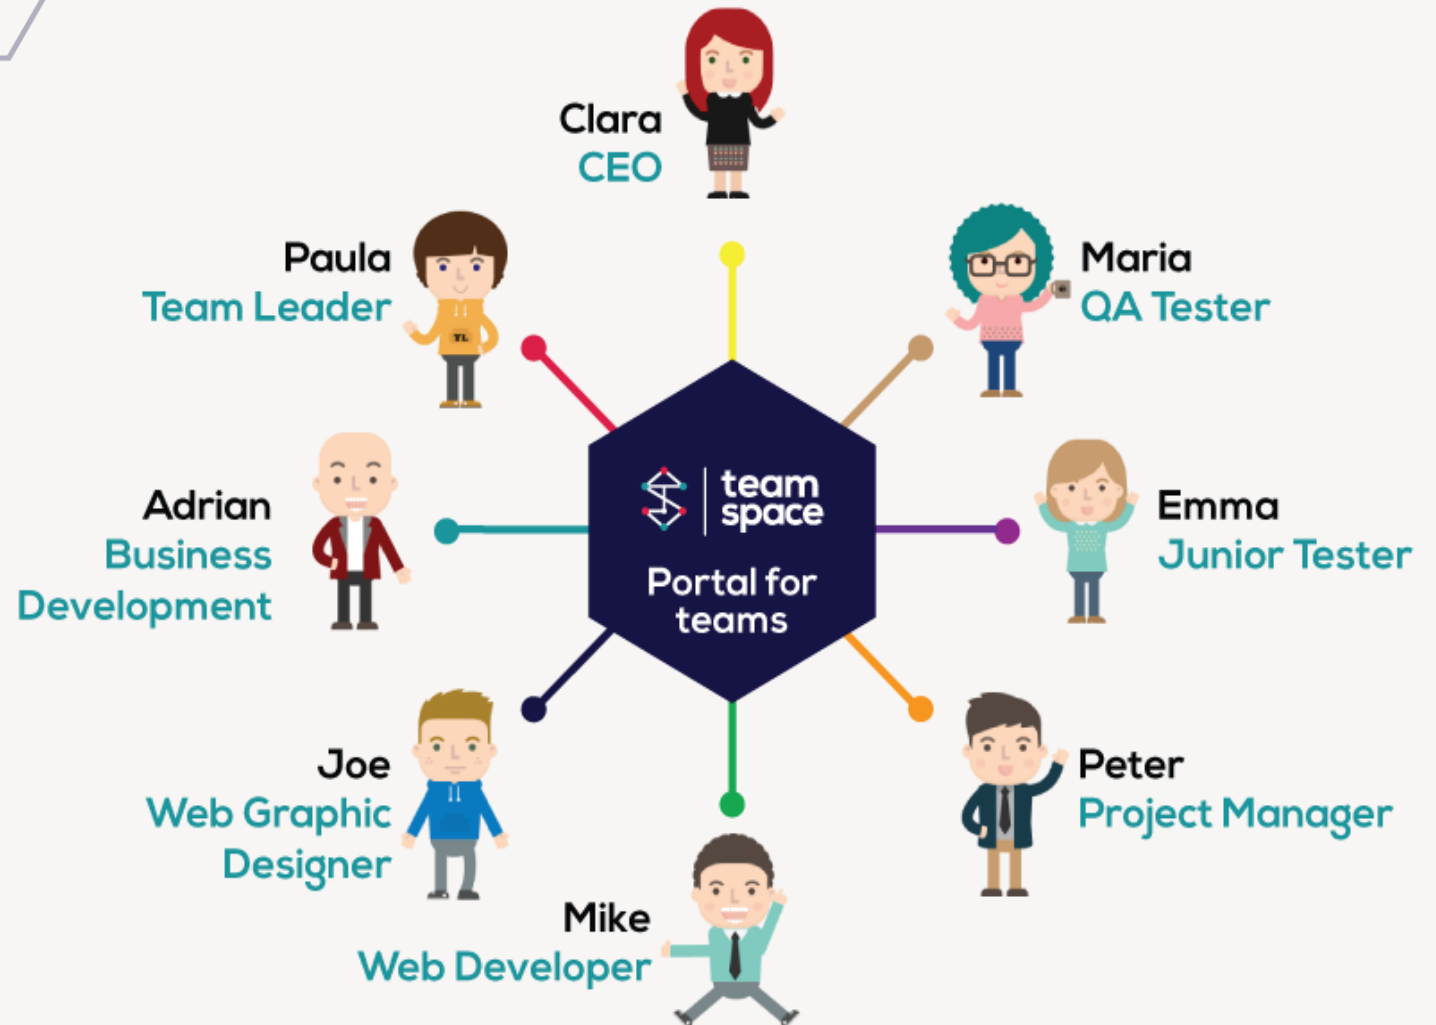 Clara
CEO
Paula
Team Leader
Maria
QA Tester
Adrian
Business
Development
team
space
Portal for
teams
Emma
Junior Tester
Joe
Web Graphic
Designer
Peter
Project Manager
Mike
Web Developer
TL